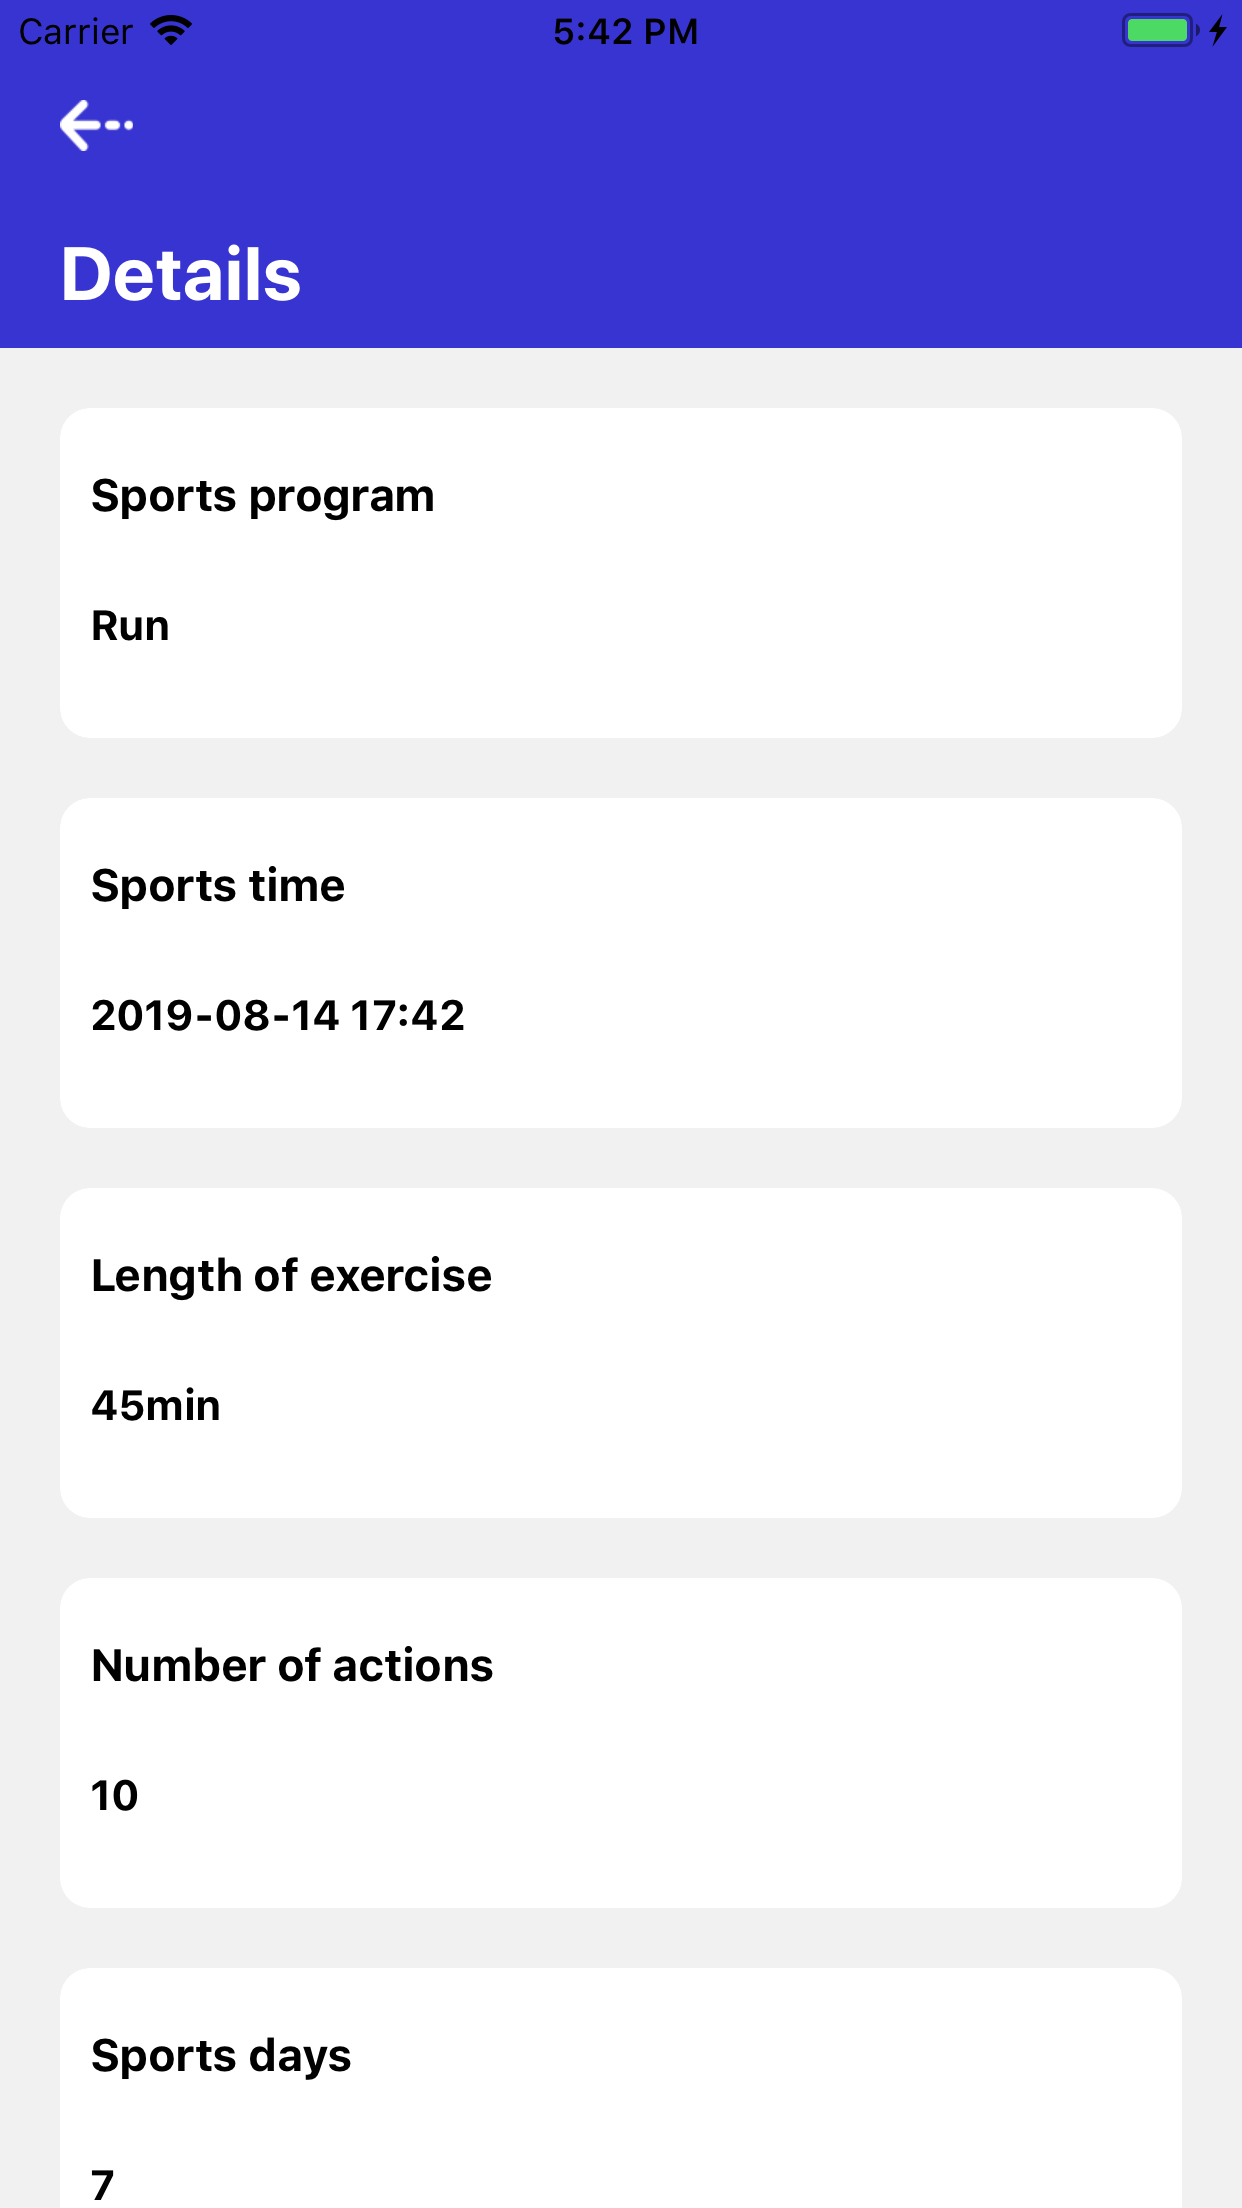 Carrier 5:42 PM
Details
Sports program
Run
Sports time
2019-08-14 17:42
Length of exercise
45min
Number of actions
10
Sports days
7